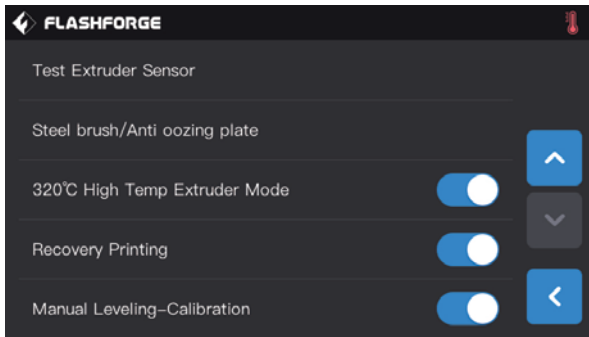 FLASHFORGE
Test Extruder Sensor
Steel brush/Anti oozing plate
320℃ High Temp Extruder Mode
Recovery Printing
Manual Leveling-Calibration